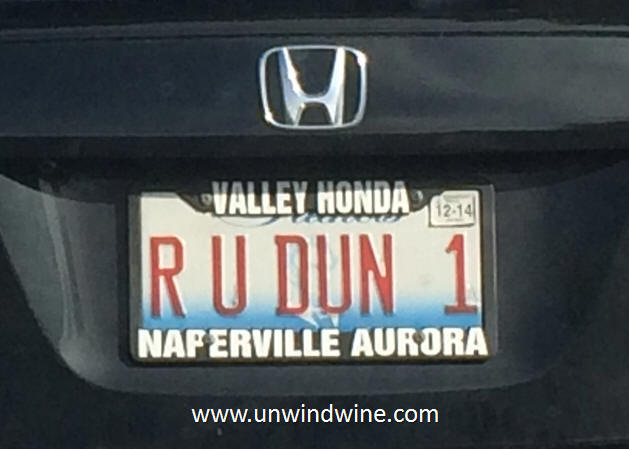 VALLEY HONDA
12-14
R U DUN 1
NAPERVILLE AURORA
www.unwindwine.com